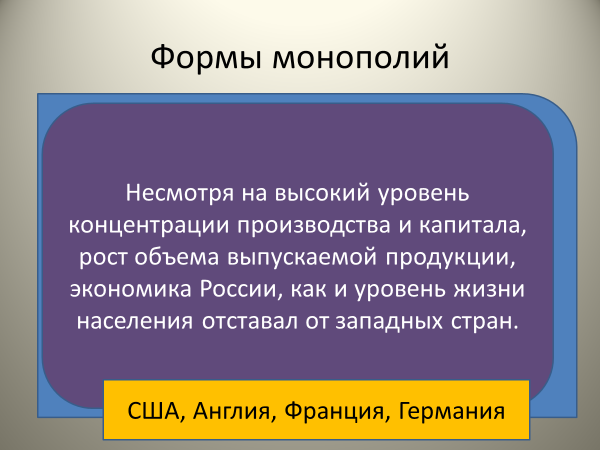 Формы монополий
Несмотря на высокий уровень
концентрации производства и капитала,
рост объема выпускаемой продукции,
экономика России, как и уровень жизни
населения отставал от западных стран.
США, Англия, Франция, Германия